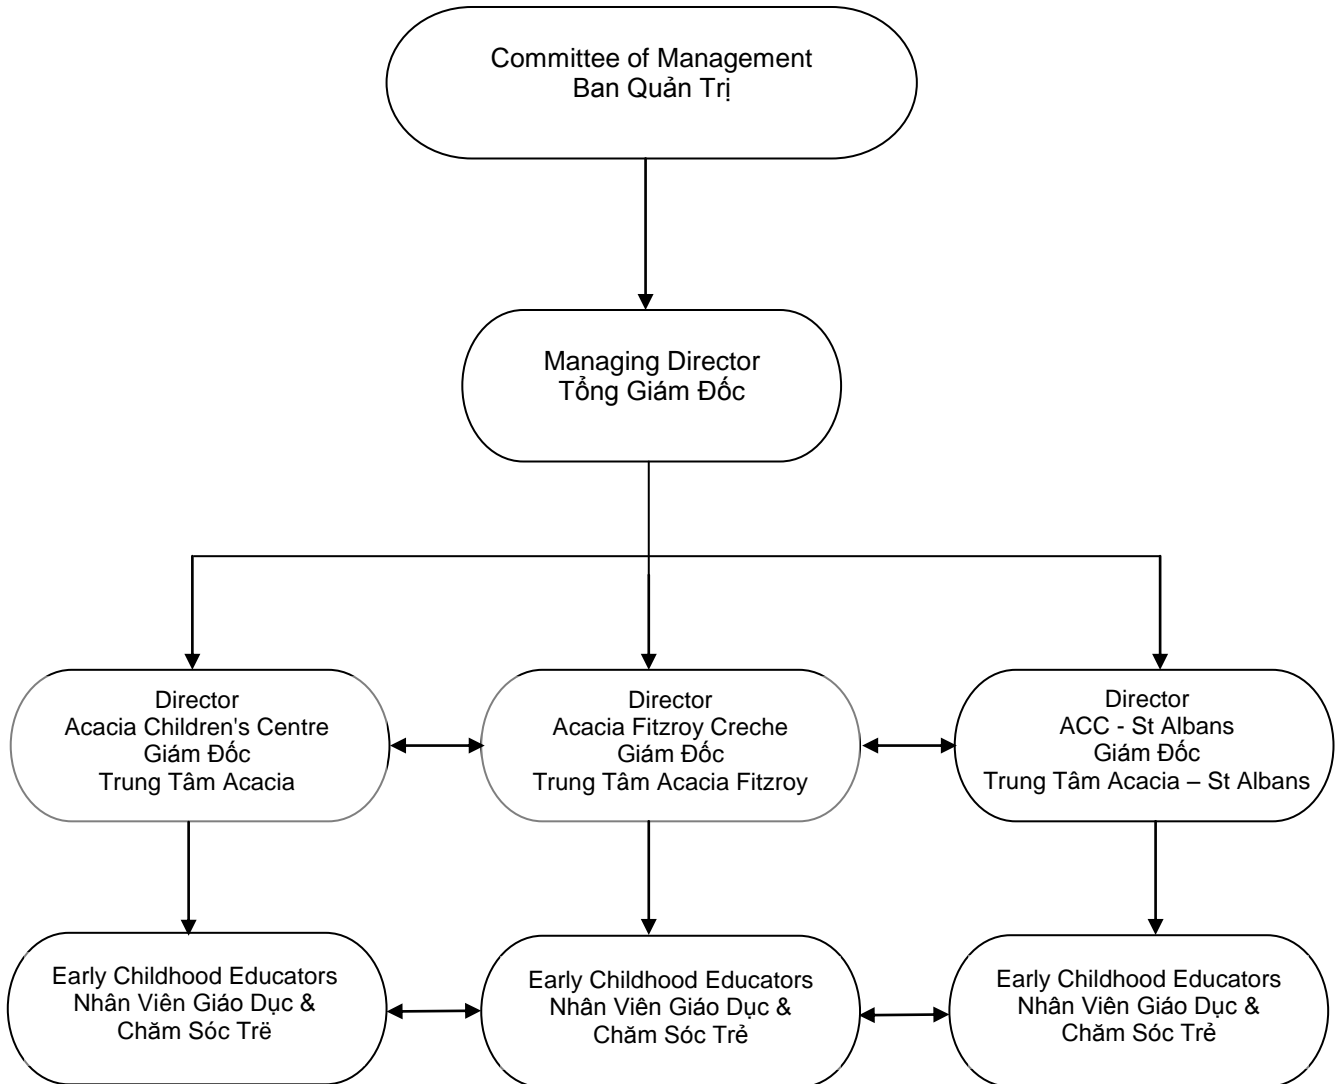 Committee of Management
Ban Quản Trị
Managing Director
Tổng Giám Đốc
Director
Acacia Children's Centre
Giám Đốc
Trung Tâm Acacia
Director
Acacia Fitzroy Creche
Giám Đốc
Trung Tâm Acacia Fitzroy
Director
ACC - St Albans
Giám Đốc
Trung Tâm Acacia – St Albans
Early Childhood Educators
Nhân Viên Giáo Dục &
Chăm Sóc Trë
Early Childhood Educators
Nhân Viên Giáo Dục &
Chăm Sóc Trẻ
Early Childhood Educators
Nhân Viên Giáo Dục &
Chăm Sóc Trẻ